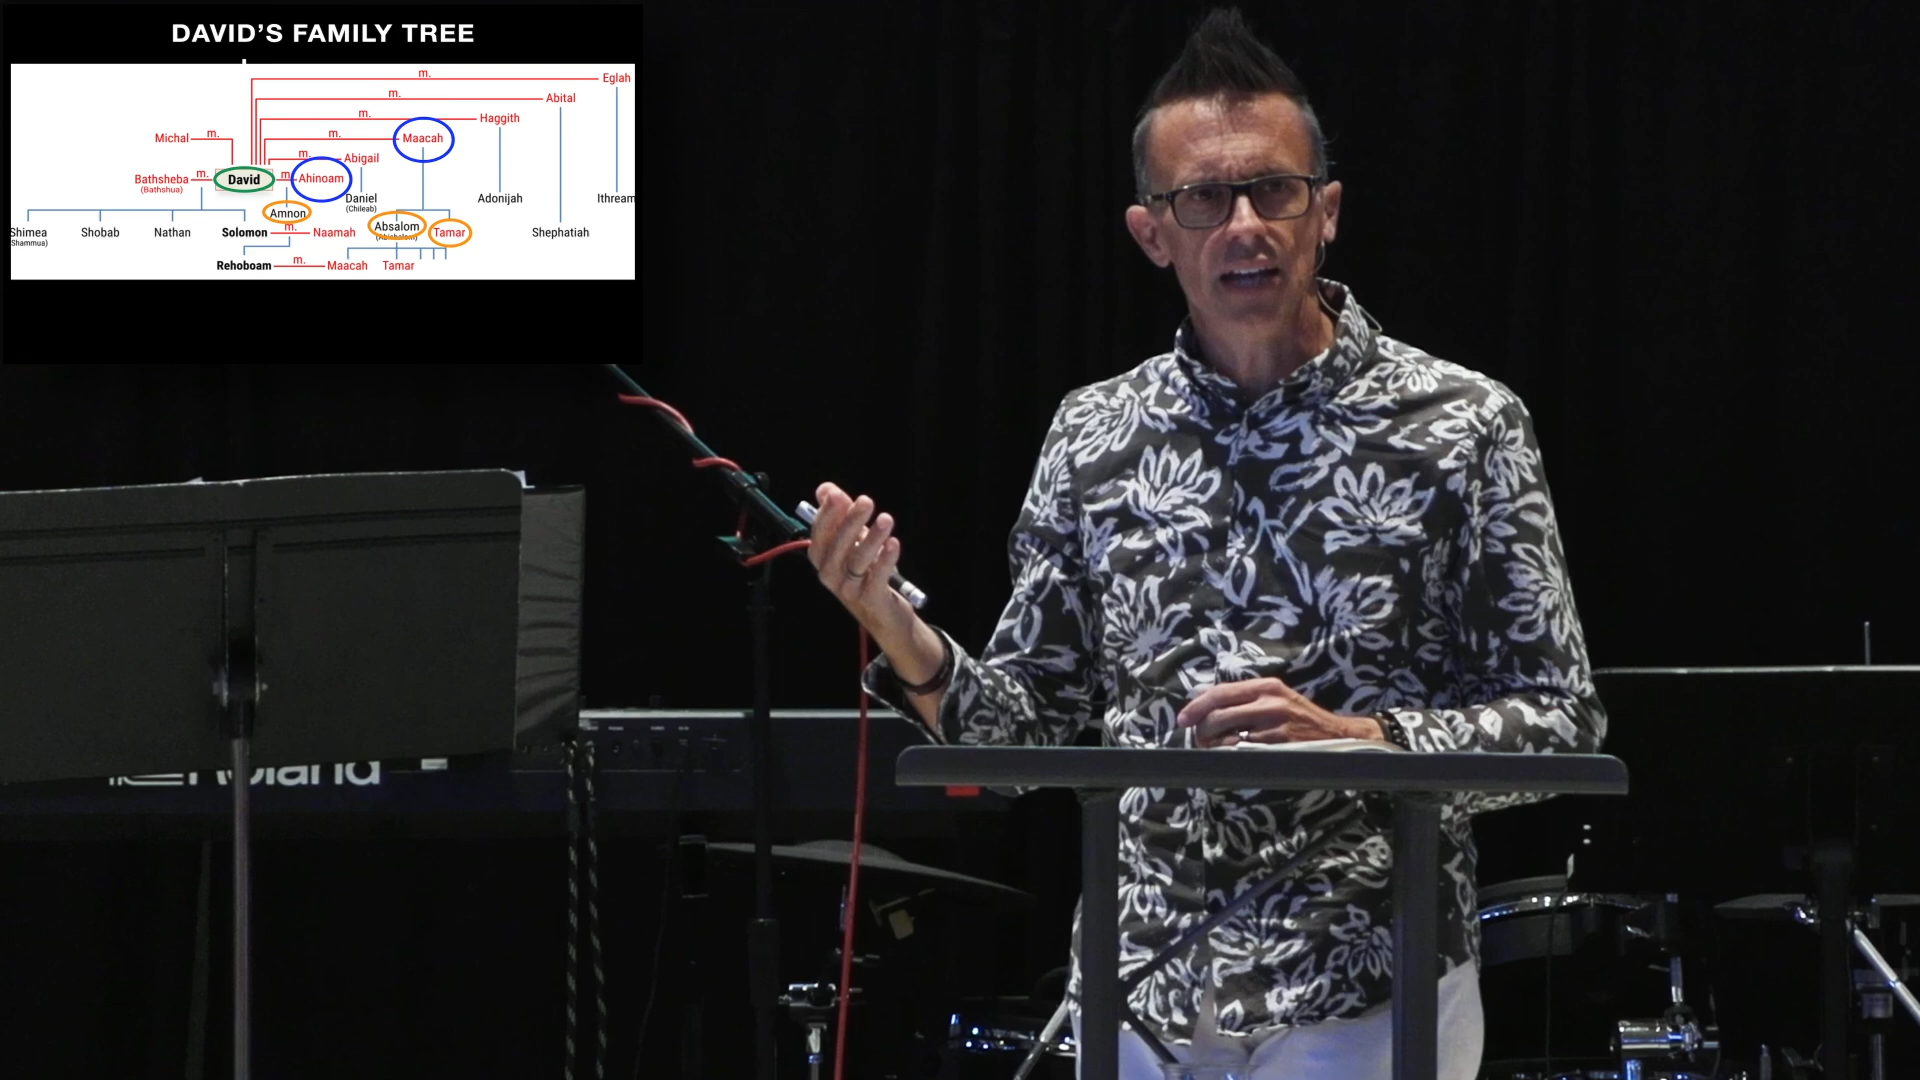 DAVID'S FAMILY TREE
m. Eglah
m. Abital
m. Haggith
Michal m. m. Maacah
m. Abigail
Bathsheba m. David m. Ahinoam
(Bathshua)
Daniel Adonijah Ithream
(Chileab)
Amnon
Absalom
Shimea Shobab Nathan Solomon m. Naamah Tamar Shephatiah
Shammua)
Rehoboam m. Maacah Tamar
Roland